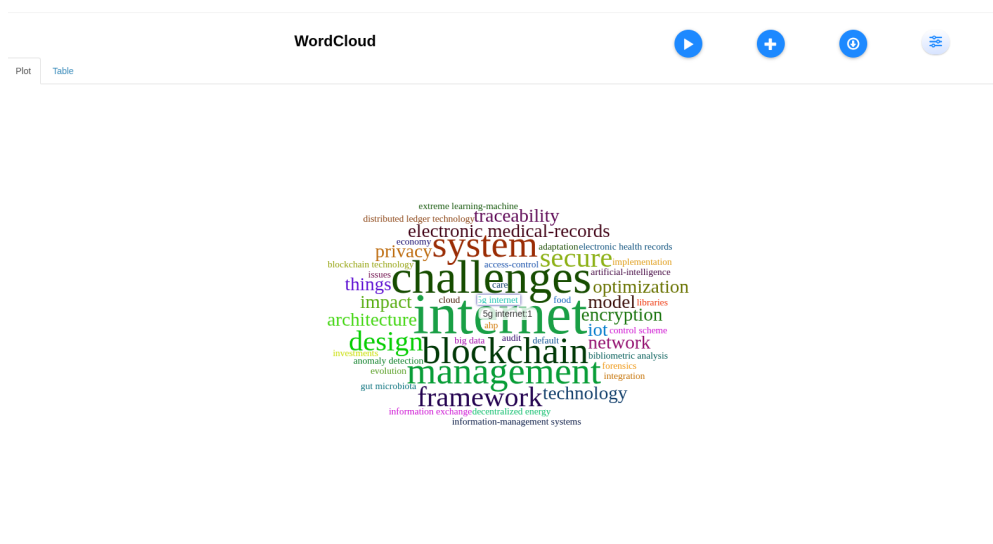 WordCloud
Plot Table
extreme learning-machine
distributed ledger technology traceability
electronic medical-records
economy system adaptation electronic health records
privacy secure
blockchain technology access-control implementation
issues challenges artificial-intelligence
things care optimization
impact cloud 5g internet food model libraries
internet encryption
5g internet:1
architecture ahp iot control scheme
design big data audit default network
investments blockchain bibliometric analysis
anomaly detection forensics
evolution management integration
gut microbiota
framework technology
information exchange decentralized energy
information-management systems